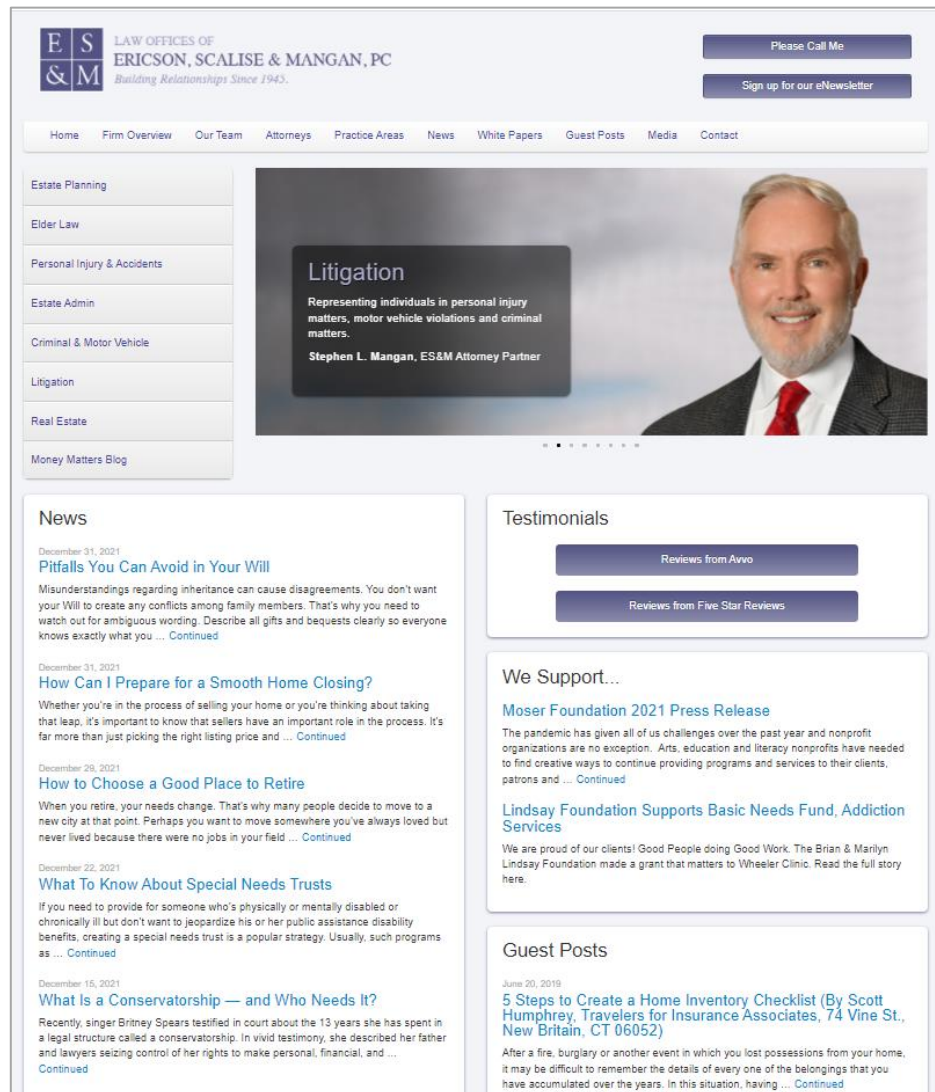 E S
& M
LAW OFFICES OF
ERICSON, SCALISE & MANGAN, PC
Building Relationships Since 1945.
Please Call Me
Sign up for our eNewsletter
Home Firm Overview Our Team Attorneys Practice Areas News White Papers Guest Posts Media Contact
Estate Planning
Elder Law
Personal Injury & Accidents
Estate Admin
Criminal & Motor Vehicle
Litigation
Real Estate
Money Matters Blog
Litigation
Representing individuals in personal injury
matters, motor vehicle violations and criminal
matters.
Stephen L. Mangan, ES&M Attorney Partner
News
December 31, 2021
Pitfalls You Can Avoid in Your Will
Misunderstandings regarding inheritance can cause disagreements. You don't want
your Will to create any conflicts among family members. That's why you need to
watch out for ambiguous wording. Describe all gifts and bequests clearly so everyone
knows exactly what you ... Continued
December 31, 2021
How Can I Prepare for a Smooth Home Closing?
Whether you're in the process of selling your home or you're thinking about taking
that leap, it's important to know that sellers have an important role in the process. It's
far more than just picking the right listing price and ... Continued
December 29, 2021
How to Choose a Good Place to Retire
When you retire, your needs change. That's why many people decide to move to a
new city at that point. Perhaps you want to move somewhere you've always loved but
never lived because there were no jobs in your field ... Continued
December 22, 2021
What To Know About Special Needs Trusts
If you need to provide for someone who's physically or mentally disabled or
chronically ill but don't want to jeopardize his or her public assistance disability
benefits, creating a special needs trust is a popular strategy. Usually, such programs
as ... Continued
December 15, 2021
What Is a Conservatorship — and Who Needs It?
Recently, singer Britney Spears testified in court about the 13 years she has spent in
a legal structure called a conservatorship. In vivid testimony, she described her father
and lawyers seizing control of her rights to make personal, financial, and ...
Continued
Testimonials
Reviews from Avvo
Reviews from Five Star Reviews
We Support...
Moser Foundation 2021 Press Release
The pandemic has given all of us challenges over the past year and nonprofit
organizations are no exception. Arts, education and literacy nonprofits have needed
to find creative ways to continue providing programs and services to their clients,
patrons and ... Continued
Lindsay Foundation Supports Basic Needs Fund, Addiction
Services
We are proud of our clients! Good People doing Good Work. The Brian & Marilyn
Lindsay Foundation made a grant that matters to Wheeler Clinic. Read the full story
here.
Guest Posts
June 20, 2019
5 Steps to Create a Home Inventory Checklist (By Scott
Humphrey, Travelers for Insurance Associates, 74 Vine St.,
New Britain, CT 06052)
After a fire, burglary or another event in which you lost possessions from your home,
it may be difficult to remember the details of every one of the belongings that you
have accumulated over the years. In this situation, having ... Continued